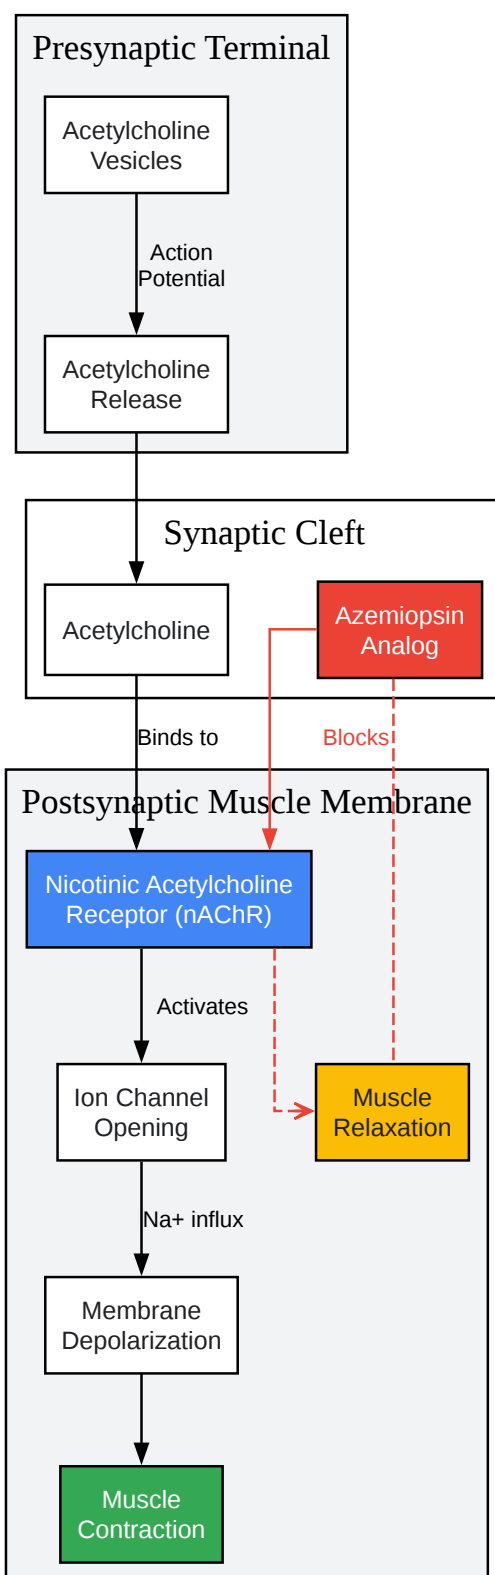 Presynaptic Terminal
Acetylcholine
Vesicles
Action
Potential
Acetylcholine
Release
Synaptic Cleft
Acetylcholine
Azemiopsin
Analog
Binds to
Blocks
Postsynaptic Muscle Membrane
Nicotinic Acetylcholine
Receptor (nAChR)
Activates
Ion Channel
Opening
Muscle
Relaxation
Na+ influx
Membrane
Depolarization
Muscle
Contraction